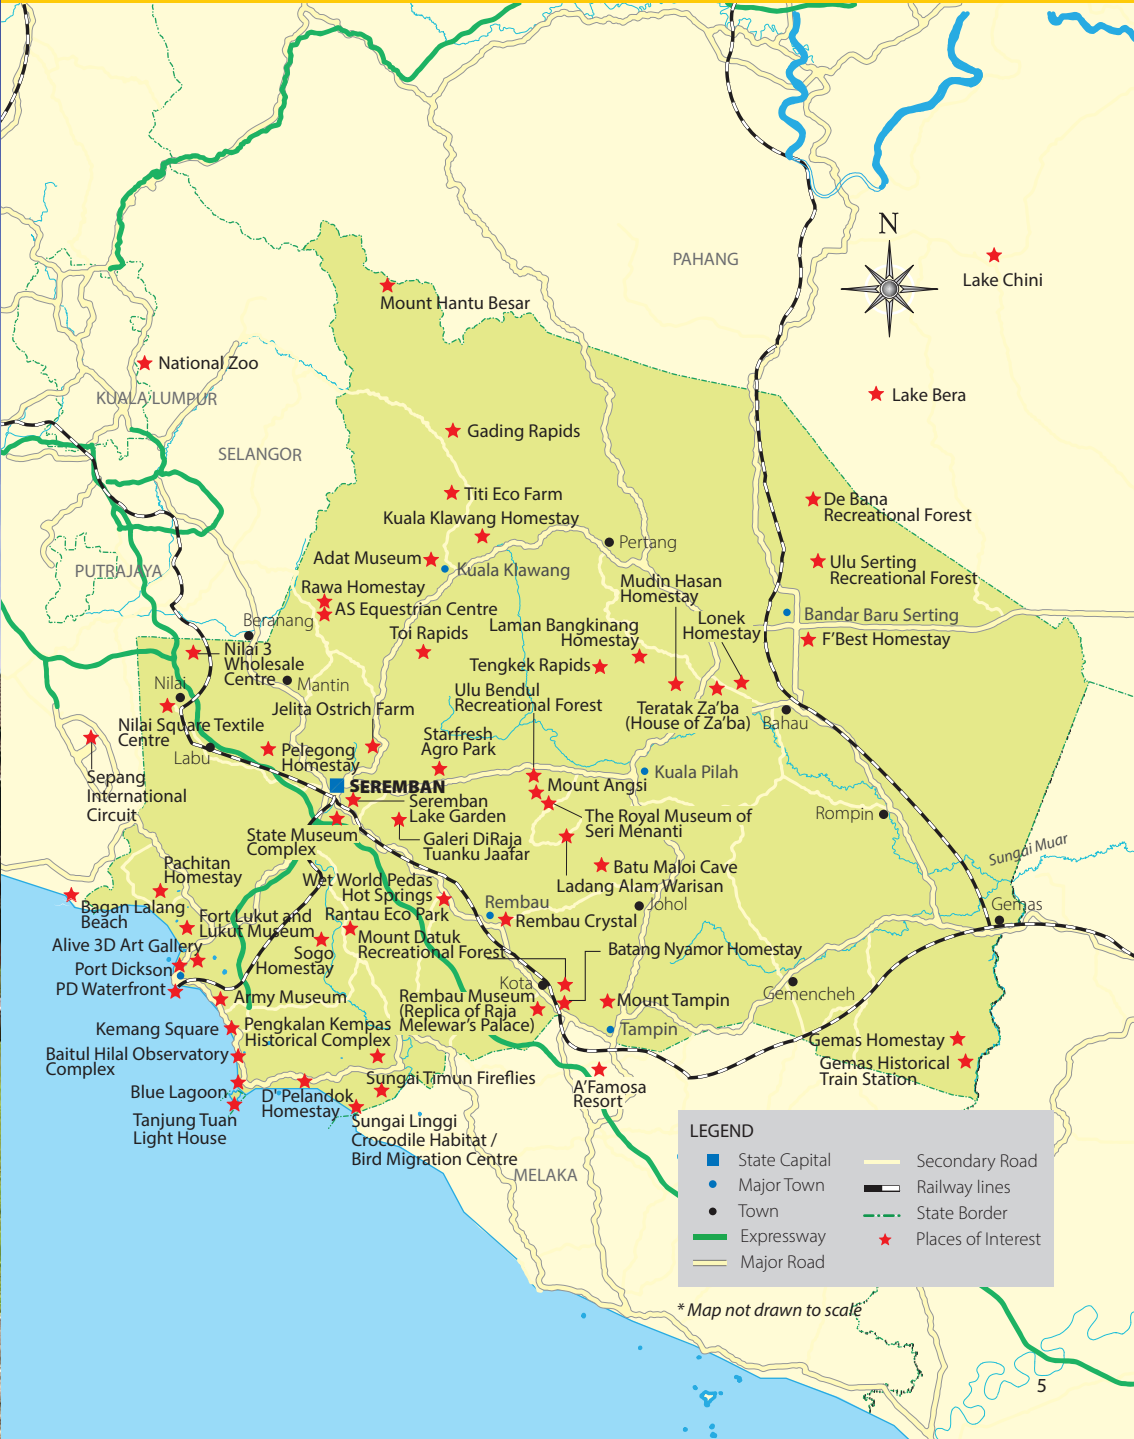 N
PAHANG
Lake Chini
Mount Hantu Besar
National Zoo
KUALA LUMPUR
Lake Bera
Gading Rapids
SELANGOR
Titi Eco Farm
De Bana
Recreational Forest
Kuala Klawang Homestay
Pertang
Adat Museum
Kuala Klawang
Ulu Serting
Recreational Forest
PUTRAJAYA
Mudin Hasan
Homestay
Rawa Homestay
AS Equestrian Centre
Bandar Baru Serting
Beranang
Toi Rapids
Laman Bangkinang
Homestay
Lonek
Homestay
F'Best Homestay
Nilai 3
Wholesale
Centre
Tengkek Rapids
Nilai
Mantin
Ulu Bendul
Recreational Forest
Jelita Ostrich Farm
Teratak Za'ba
(House of Za'ba)
Bahau
Nilai Square Textile
Centre
Starfresh
Agro Park
Labu
Pelegong
Homestay
Kuala Pilah
Sepang
International
Circuit
SEREMBAN
Mount Angsi
Seremban
Lake Garden
The Royal Museum of
Seri Menanti
Rompin
State Museum
Complex
Galeri DiRaja
Tuanku Jaafar
Sungai Muar
Pachitan
Homestay
Batu Maloi Cave
Wet World Pedas
Hot Springs
Ladang Alam Warisan
Bagan Lalang
Beach
Rembau
Johol
Gemas
Fort Lukut and
Lukut Museum
Rantau Eco Park
Rembau Crystal
Alive 3D Art Gallery
Sogo
Homestay
Mount Datuk
Recreational Forest
Batang Nyamor Homestay
Port Dickson
PD Waterfront
Kota
Gemencheh
Army Museum
Rembau Museum
(Replica of Raja
Melewar's Palace)
Mount Tampin
Kemang Square
Pengkalan Kempas
Historical Complex
Tampin
Gemas Homestay
Baitul Hilal Observatory
Complex
Gemas Historical
Train Station
Sungai Timun Fireflies
Blue Lagoon
D' Pelandok
Homestay
A'Famosa
Resort
Tanjung Tuan
Light House
Sungai Linggi
Crocodile Habitat /
Bird Migration Centre
MELAKA
LEGEND
State Capital
Major Town
Town
Expressway
Major Road
Secondary Road
Railway lines
State Border
Places of Interest
* Map not drawn to scale
5